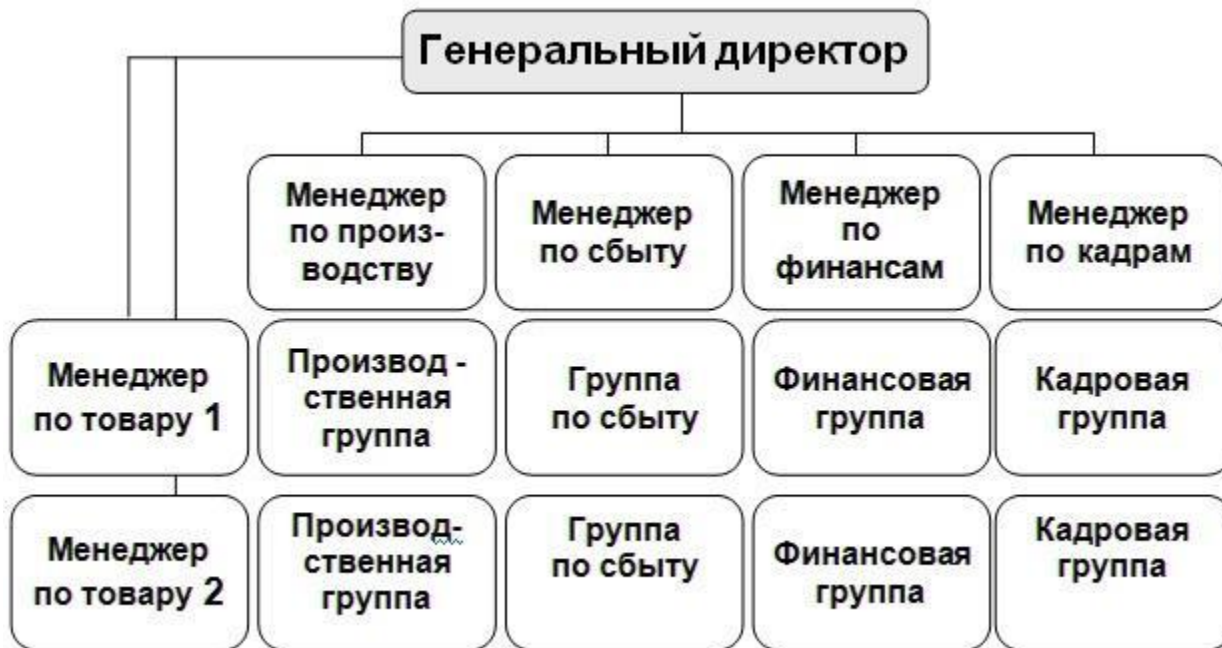 Генеральный директор
Менеджер
по произ-
водству
Менеджер
по сбыту
Менеджер
по
финансам
Менеджер
по кадрам
Менеджер
по товару 1
Производ -
ственная
группа
Группа
по сбыту
Финансовая
группа
Кадровая
группа
Менеджер
по товару 2
Производ-
ственная
группа
Группа
по сбыту
Финансовая
группа
Кадровая
группа